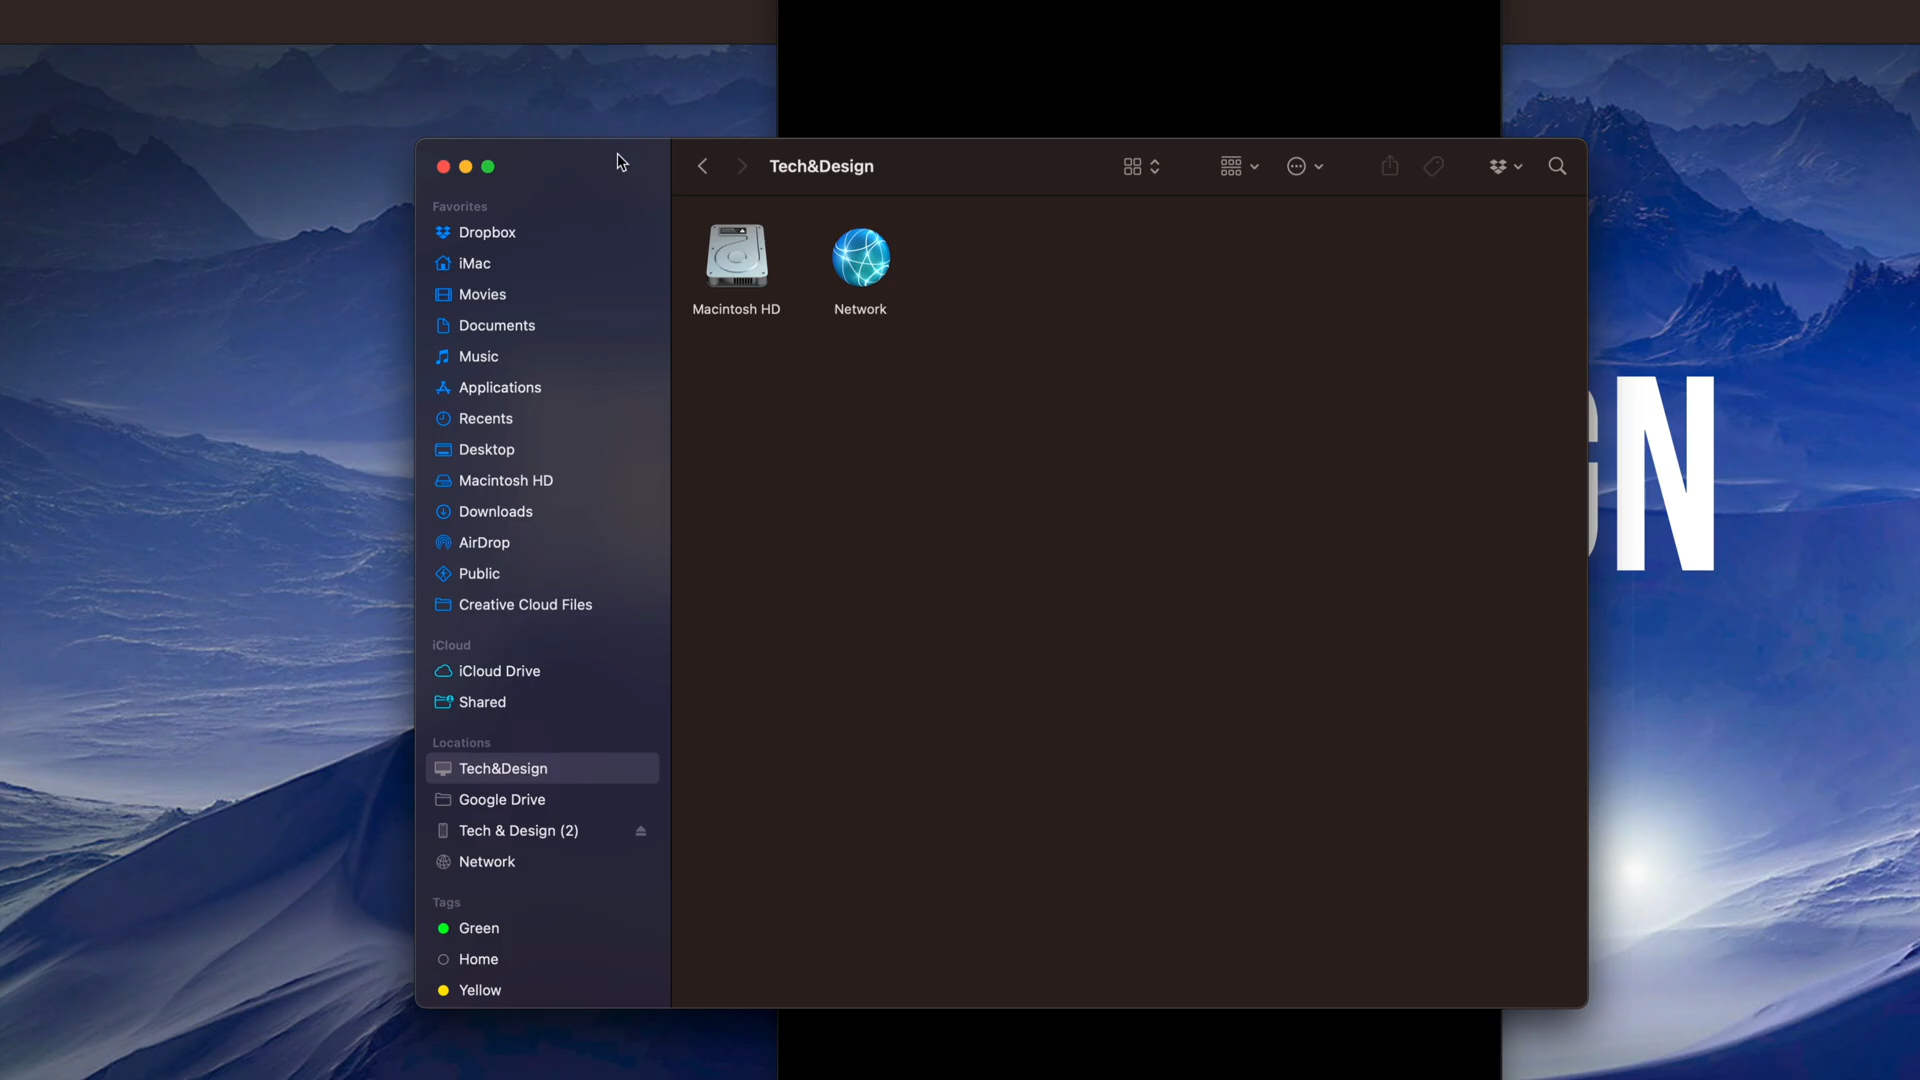 Tech&Design
Favorites
Dropbox
iMac
Movies
Documents
Music
Applications
Recents
Desktop
Macintosh HD
Downloads
AirDrop
Public
Creative Cloud Files
iCloud
iCloud Drive
Shared
Locations
Tech&Design
Google Drive
Tech & Design (2)
Network
Tags
Green
Home
Yellow
Macintosh HD
Network
GN